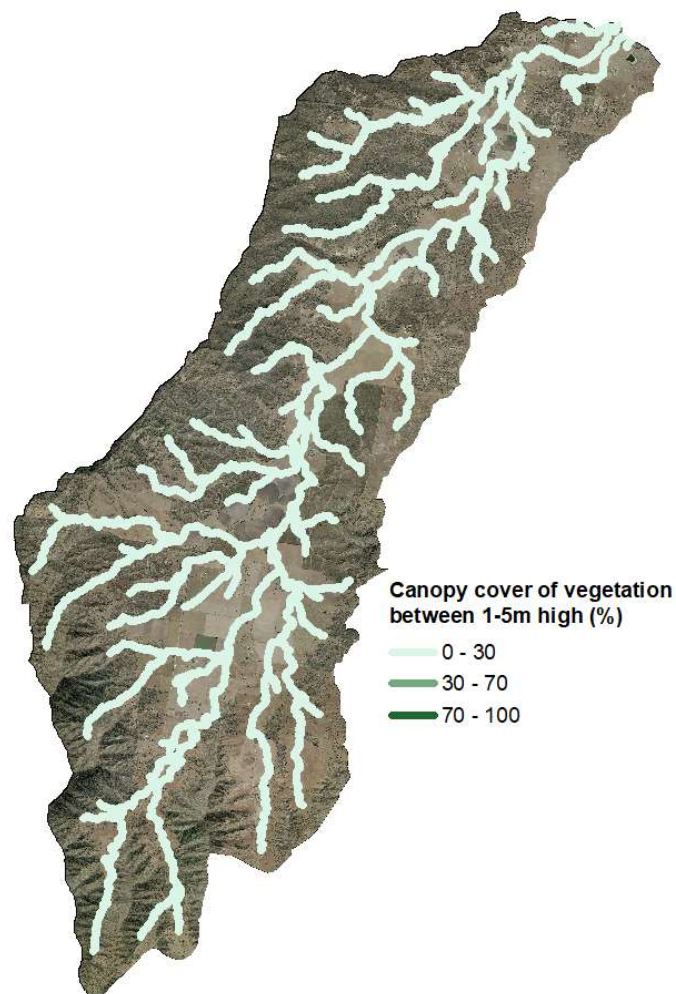 Canopy cover of vegetation
between 1-5m high (%)
0 - 30
30 - 70
70 - 100